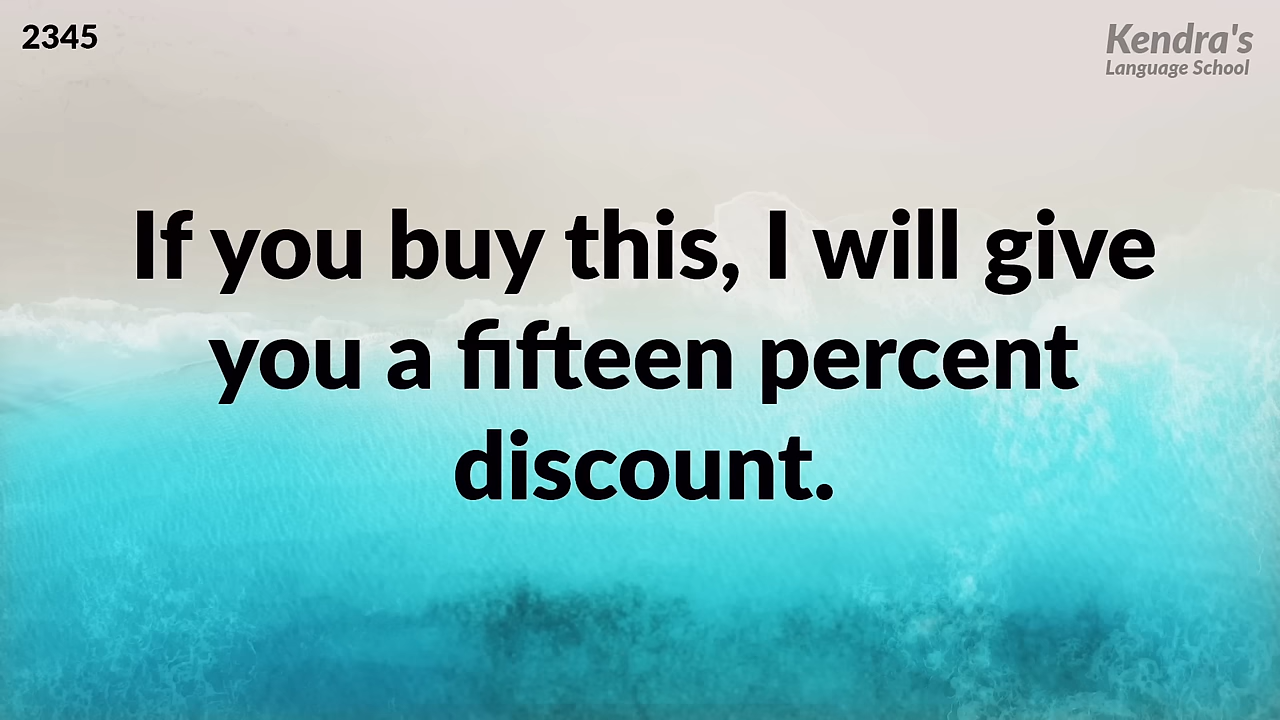 2345
Kendra's
Language School
If you buy this, I will give
you a fifteen percent
discount.